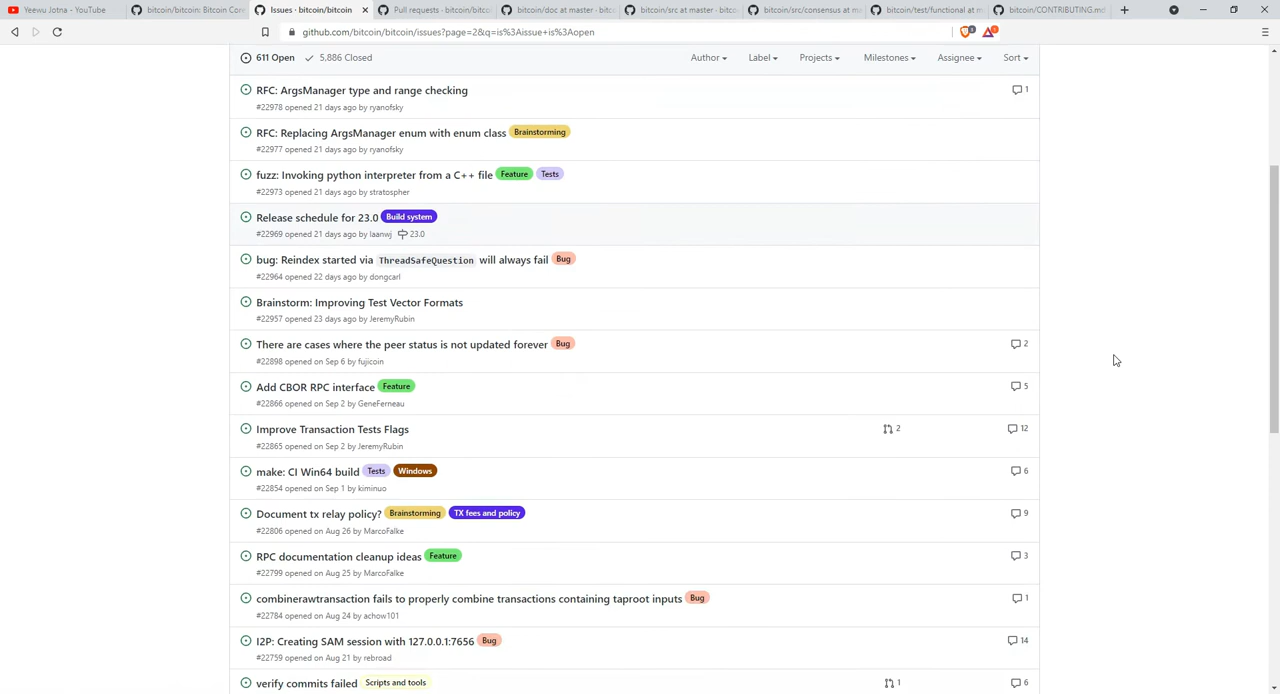 Yeewu Jotna - YouTube
bitcoin/bitcoin: Bitcoin Core
Issues · bitcoin/bitcoin
Pull requests · bitcoin/bitco
bitcoin/doc at master · bitco
bitcoin/src at master · bitco
bitcoin/src/consensus at ma
bitcoin/test/functional at m
bitcoin/CONTRIBUTING.md
github.com/bitcoin/bitcoin/issues?page=2&q=is%3Aissue+is%3Aopen
611 Open 5,886 Closed Author Label Projects Milestones Assignee Sort
RFC: ArgsManager type and range checking 1
#22978 opened 21 days ago by ryanofsky
RFC: Replacing ArgsManager enum with enum class Brainstorming
#22977 opened 21 days ago by ryanofsky
fuzz: Invoking python interpreter from a C++ file Feature Tests
#22973 opened 21 days ago by stratospher
Release schedule for 23.0 Build system
#22969 opened 21 days ago by laanwj 23.0
bug: Reindex started via ThreadSafeQuestion will always fail Bug
#22964 opened 22 days ago by dongcarl
Brainstorm: Improving Test Vector Formats
#22957 opened 23 days ago by JeremyRubin
There are cases where the peer status is not updated forever Bug 2
#22898 opened on Sep 6 by fujicoin
Add CBOR RPC interface Feature 5
#22866 opened on Sep 2 by GeneFerneau
Improve Transaction Tests Flags 2 12
#22865 opened on Sep 2 by JeremyRubin
make: CI Win64 build Tests Windows 6
#22854 opened on Sep 1 by kiminuo
Document tx relay policy? Brainstorming TX fees and policy 9
#22806 opened on Aug 26 by MarcoFalke
RPC documentation cleanup ideas Feature 3
#22799 opened on Aug 25 by MarcoFalke
combinerawtransaction fails to properly combine transactions containing taproot inputs Bug 1
#22784 opened on Aug 24 by achow101
I2P: Creating SAM session with 127.0.0.1:7656 Bug 14
#22759 opened on Aug 21 by rebroad
verify commits failed Scripts and tools 1 6